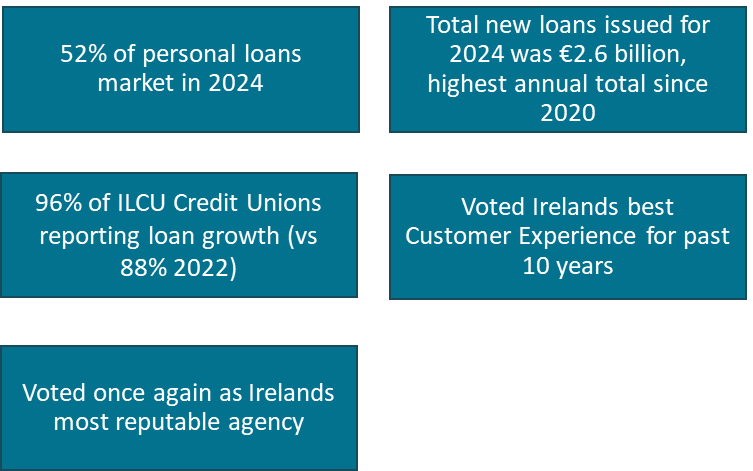 52% of personal loans
market in 2024
Total new loans issued for
2024 was €2.6 billion,
highest annual total since
2020
96% of ILCU Credit Unions
reporting loan growth (vs
88% 2022)
Voted Irelands best
Customer Experience for past
10 years
Voted once again as Irelands
most reputable agency